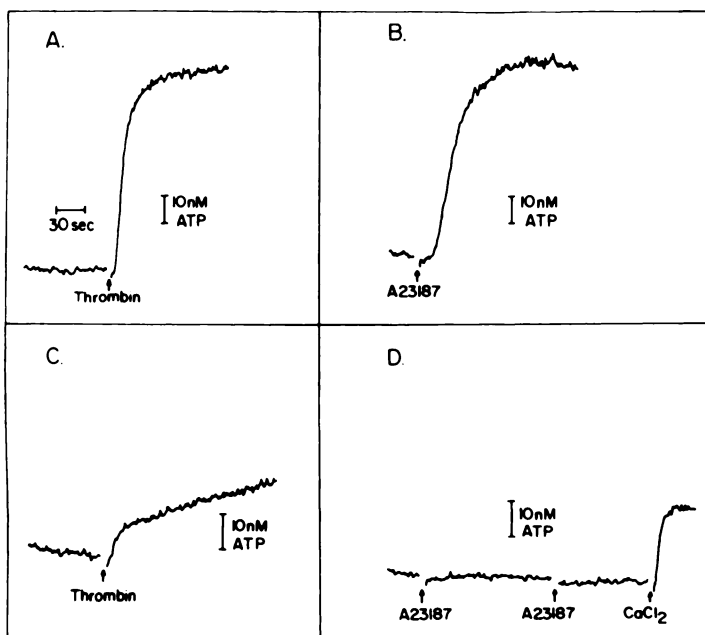 A.
10nM
ATP
30 sec
Thrombin
B.
10nM
ATP
A23187
C.
10nM
ATP
Thrombin
D.
10nM
ATP
A23187
A23187
CaCl₂